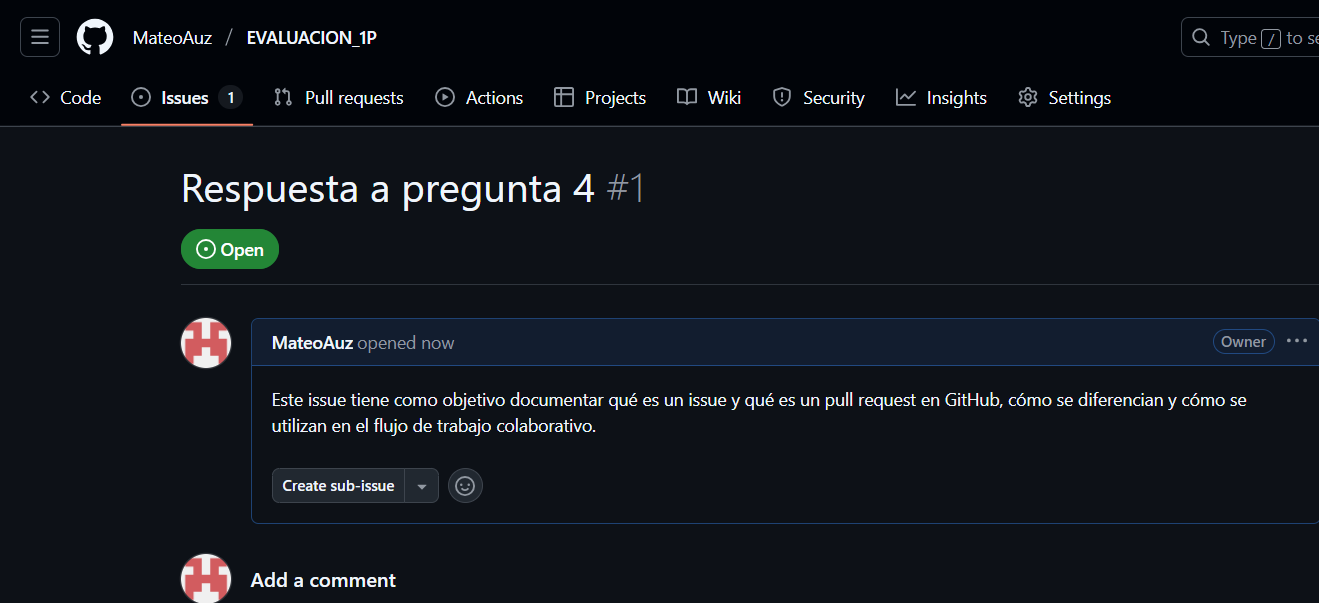 MateoAuz / EVALUACION_1P
Type / to se
Code Issues 1 Pull requests Actions Projects Wiki Security Insights Settings
Respuesta a pregunta 4 #1
Open
MateoAuz opened now Owner
Este issue tiene como objetivo documentar qué es un issue y qué es un pull request en GitHub, cómo se diferencian y cómo se
utilizan en el flujo de trabajo colaborativo.
Create sub-issue
Add a comment